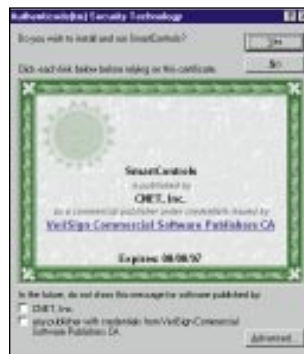 Authenticode(tm) Security Technology
Do you wish to install and run SmartControls?
Yes
No
Click each link below before relying on this certificate.
SmartControls
is published by
CNET, Inc.
as a commercial publisher under credentials issued by
VeriSign Commercial Software Publishers CA
Expires: 08/08/97
In the future, do not show this message for software published by:
CNET, Inc.
any publisher with credentials from VeriSign Commercial
Software Publishers CA
Advanced...